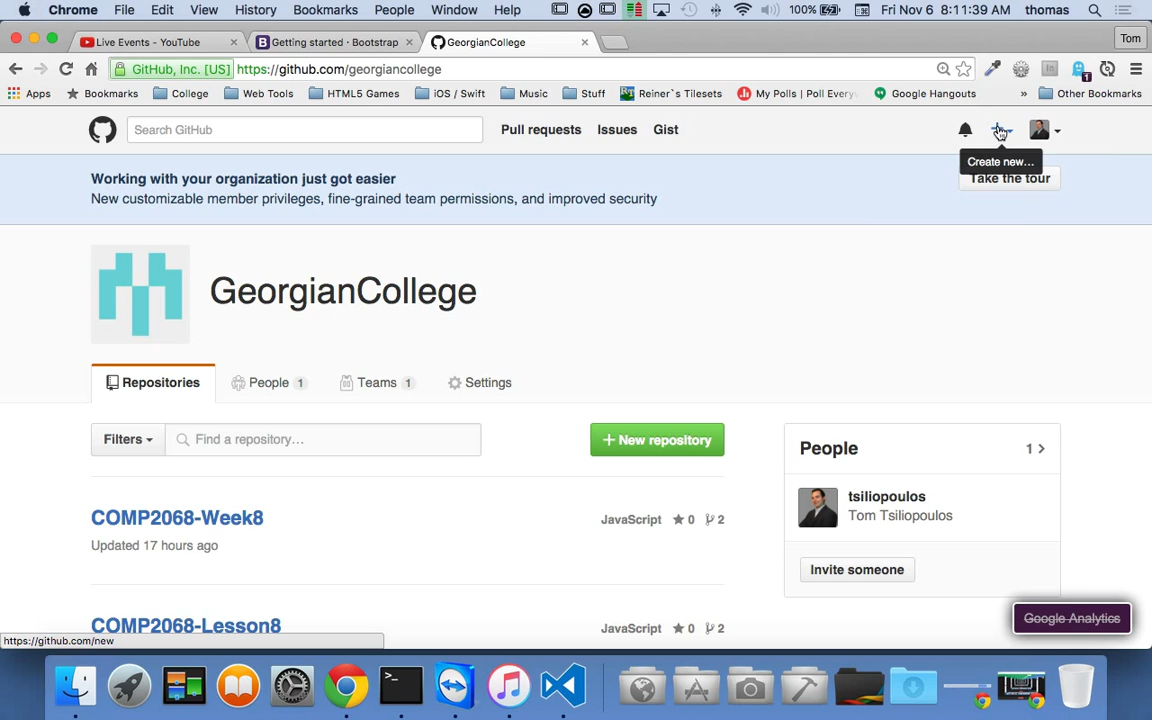 Chrome File Edit View History Bookmarks People Window Help 100% Fri Nov 6 8:11:39 AM thomas
Live Events - YouTube Getting started · Bootstrap GeorgianCollege Tom
GitHub, Inc. [US] https://github.com/georgiancollege
Apps Bookmarks College Web Tools HTML5 Games iOS / Swift Music Stuff Reiner`s Tilesets My Polls | Poll Every Google Hangouts » Other Bookmarks
Search GitHub Pull requests Issues Gist
Create new...
Working with your organization just got easier
Take the tour
New customizable member privileges, fine-grained team permissions, and improved security
GeorgianCollege
Repositories People 1 Teams 1 Settings
Filters Find a repository... + New repository
People 1
tsiliopoulos
Tom Tsiliopoulos
COMP2068-Week8 JavaScript 0 2
Updated 17 hours ago
Invite someone
Google Analytics
COMP2068-Lesson8 JavaScript 0 2
https://github.com/new